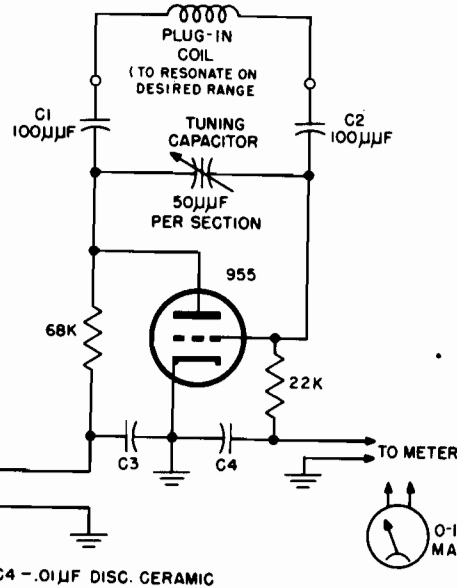 PLUG-IN
COIL
(TO RESONATE ON
DESIRED RANGE
C1
100μμF
TUNING
CAPACITOR
C2
100μμF
50μμF
PER SECTION
955
68K
22K
C3
C4
TO METER
0-1
MA
C4 -.01μF DISC. CERAMIC